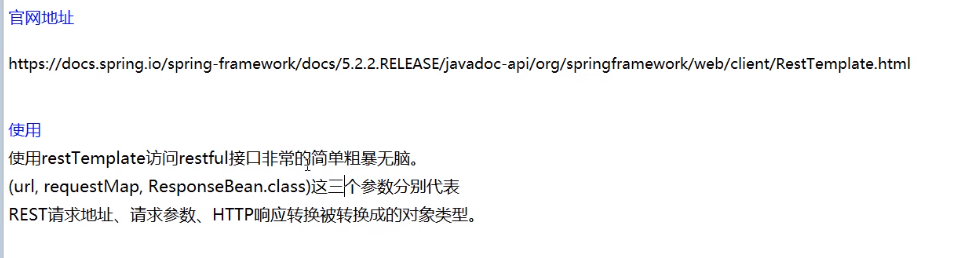 官网地址
https://docs.spring.io/spring-framework/docs/5.2.2.RELEASE/javadoc-api/org/springframework/web/client/RestTemplate.html
使用
使用restTemplate访问restful接口非常的简单粗暴无脑。
(url, requestMap, ResponseBean.class)这三个参数分别代表
REST请求地址、请求参数、HTTP响应转换被转换成的对象类型。